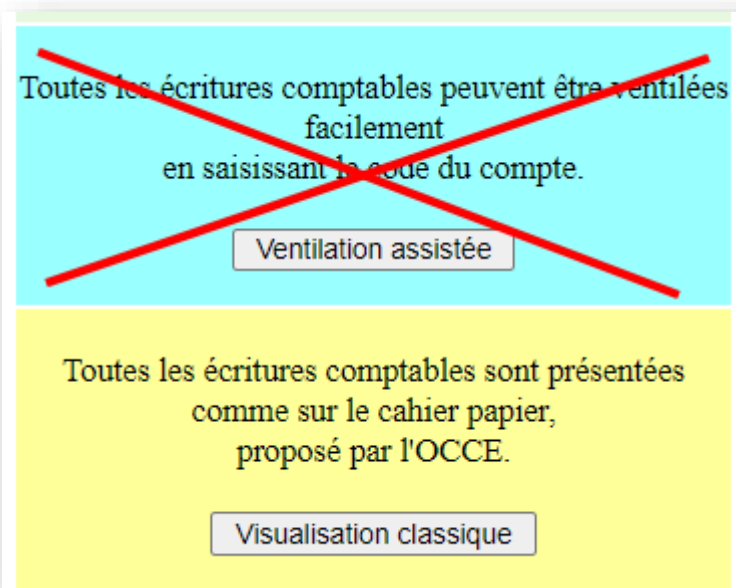 Toutes les écritures comptables peuvent être ventilées
facilement
en saisissant le code du compte.
Ventilation assistée
Toutes les écritures comptables sont présentées
comme sur le cahier papier,
proposé par l'OCCE.
Visualisation classique